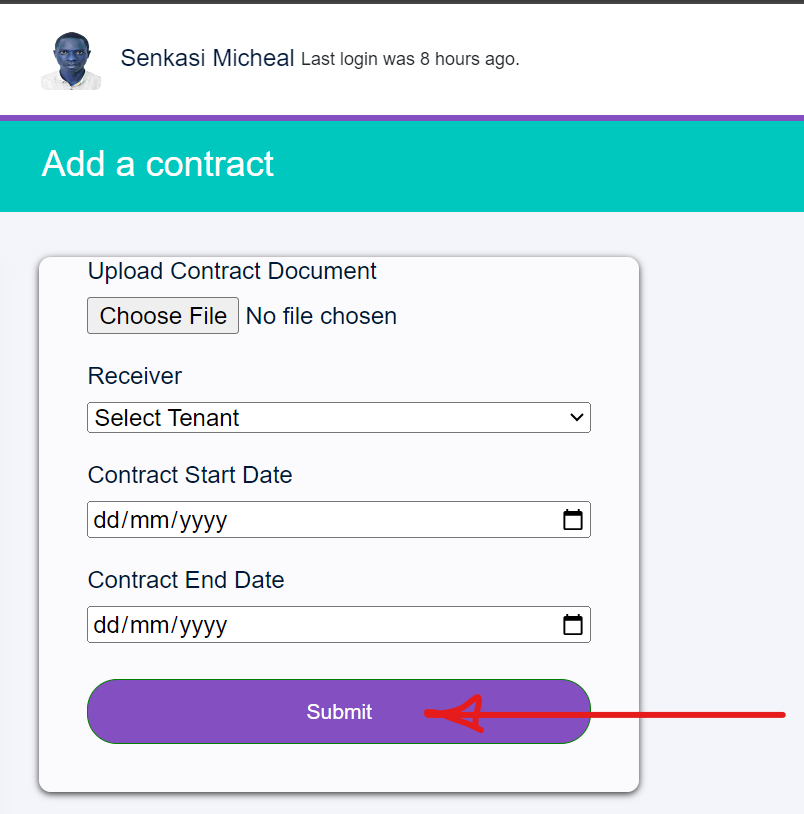 Senkasi Micheal Last login was 8 hours ago.
Add a contract
Upload Contract Document
Choose File No file chosen
Receiver
Select Tenant
Contract Start Date
dd/mm/yyyy
Contract End Date
dd/mm/yyyy
Submit